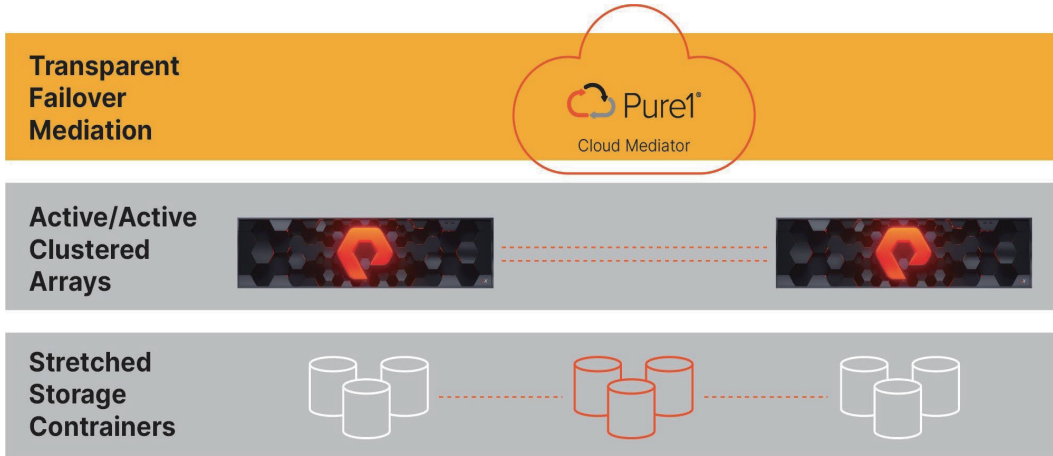 Transparent
Failover
Mediation
Pure1®
Cloud Mediator
Active/Active
Clustered
Arrays
Stretched
Storage
Contrainers